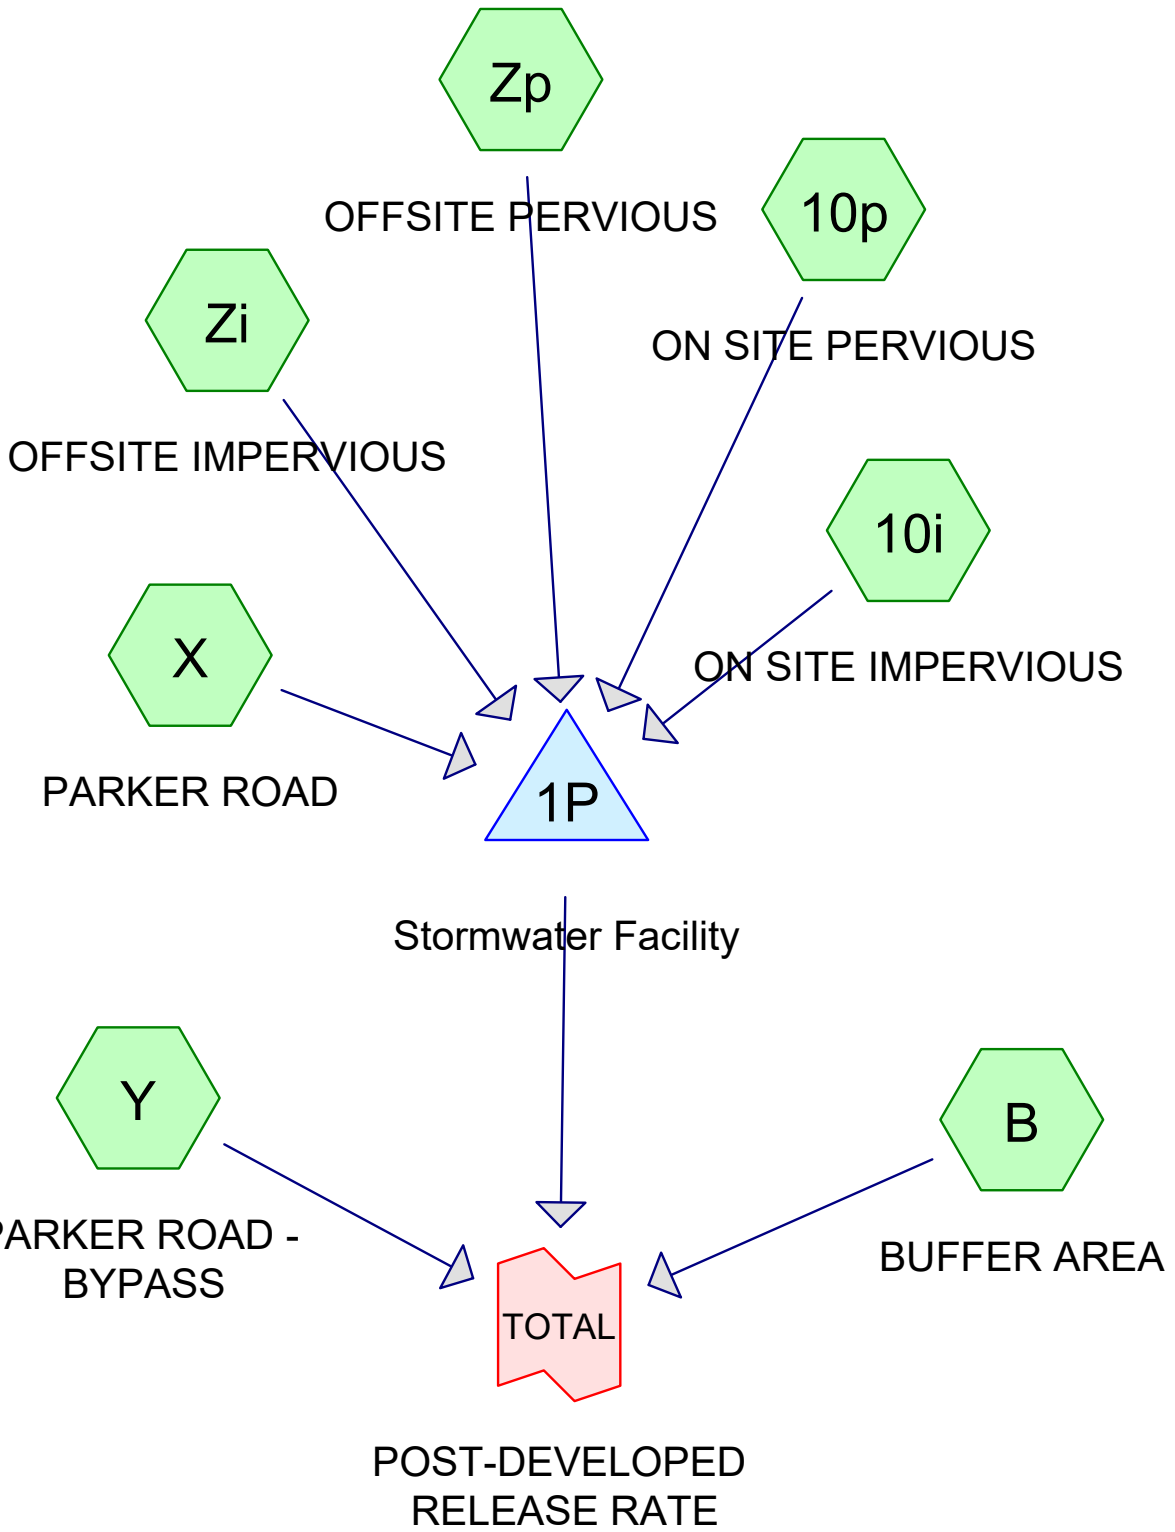 Zp
OFFSITE PERVIOUS
10p
ON SITE PERVIOUS
Zi
OFFSITE IMPERVIOUS
10i
ON SITE IMPERVIOUS
X
PARKER ROAD
1P
Stormwater Facility
Y
PARKER ROAD -
BYPASS
B
BUFFER AREA
TOTAL
POST-DEVELOPED
RELEASE RATE